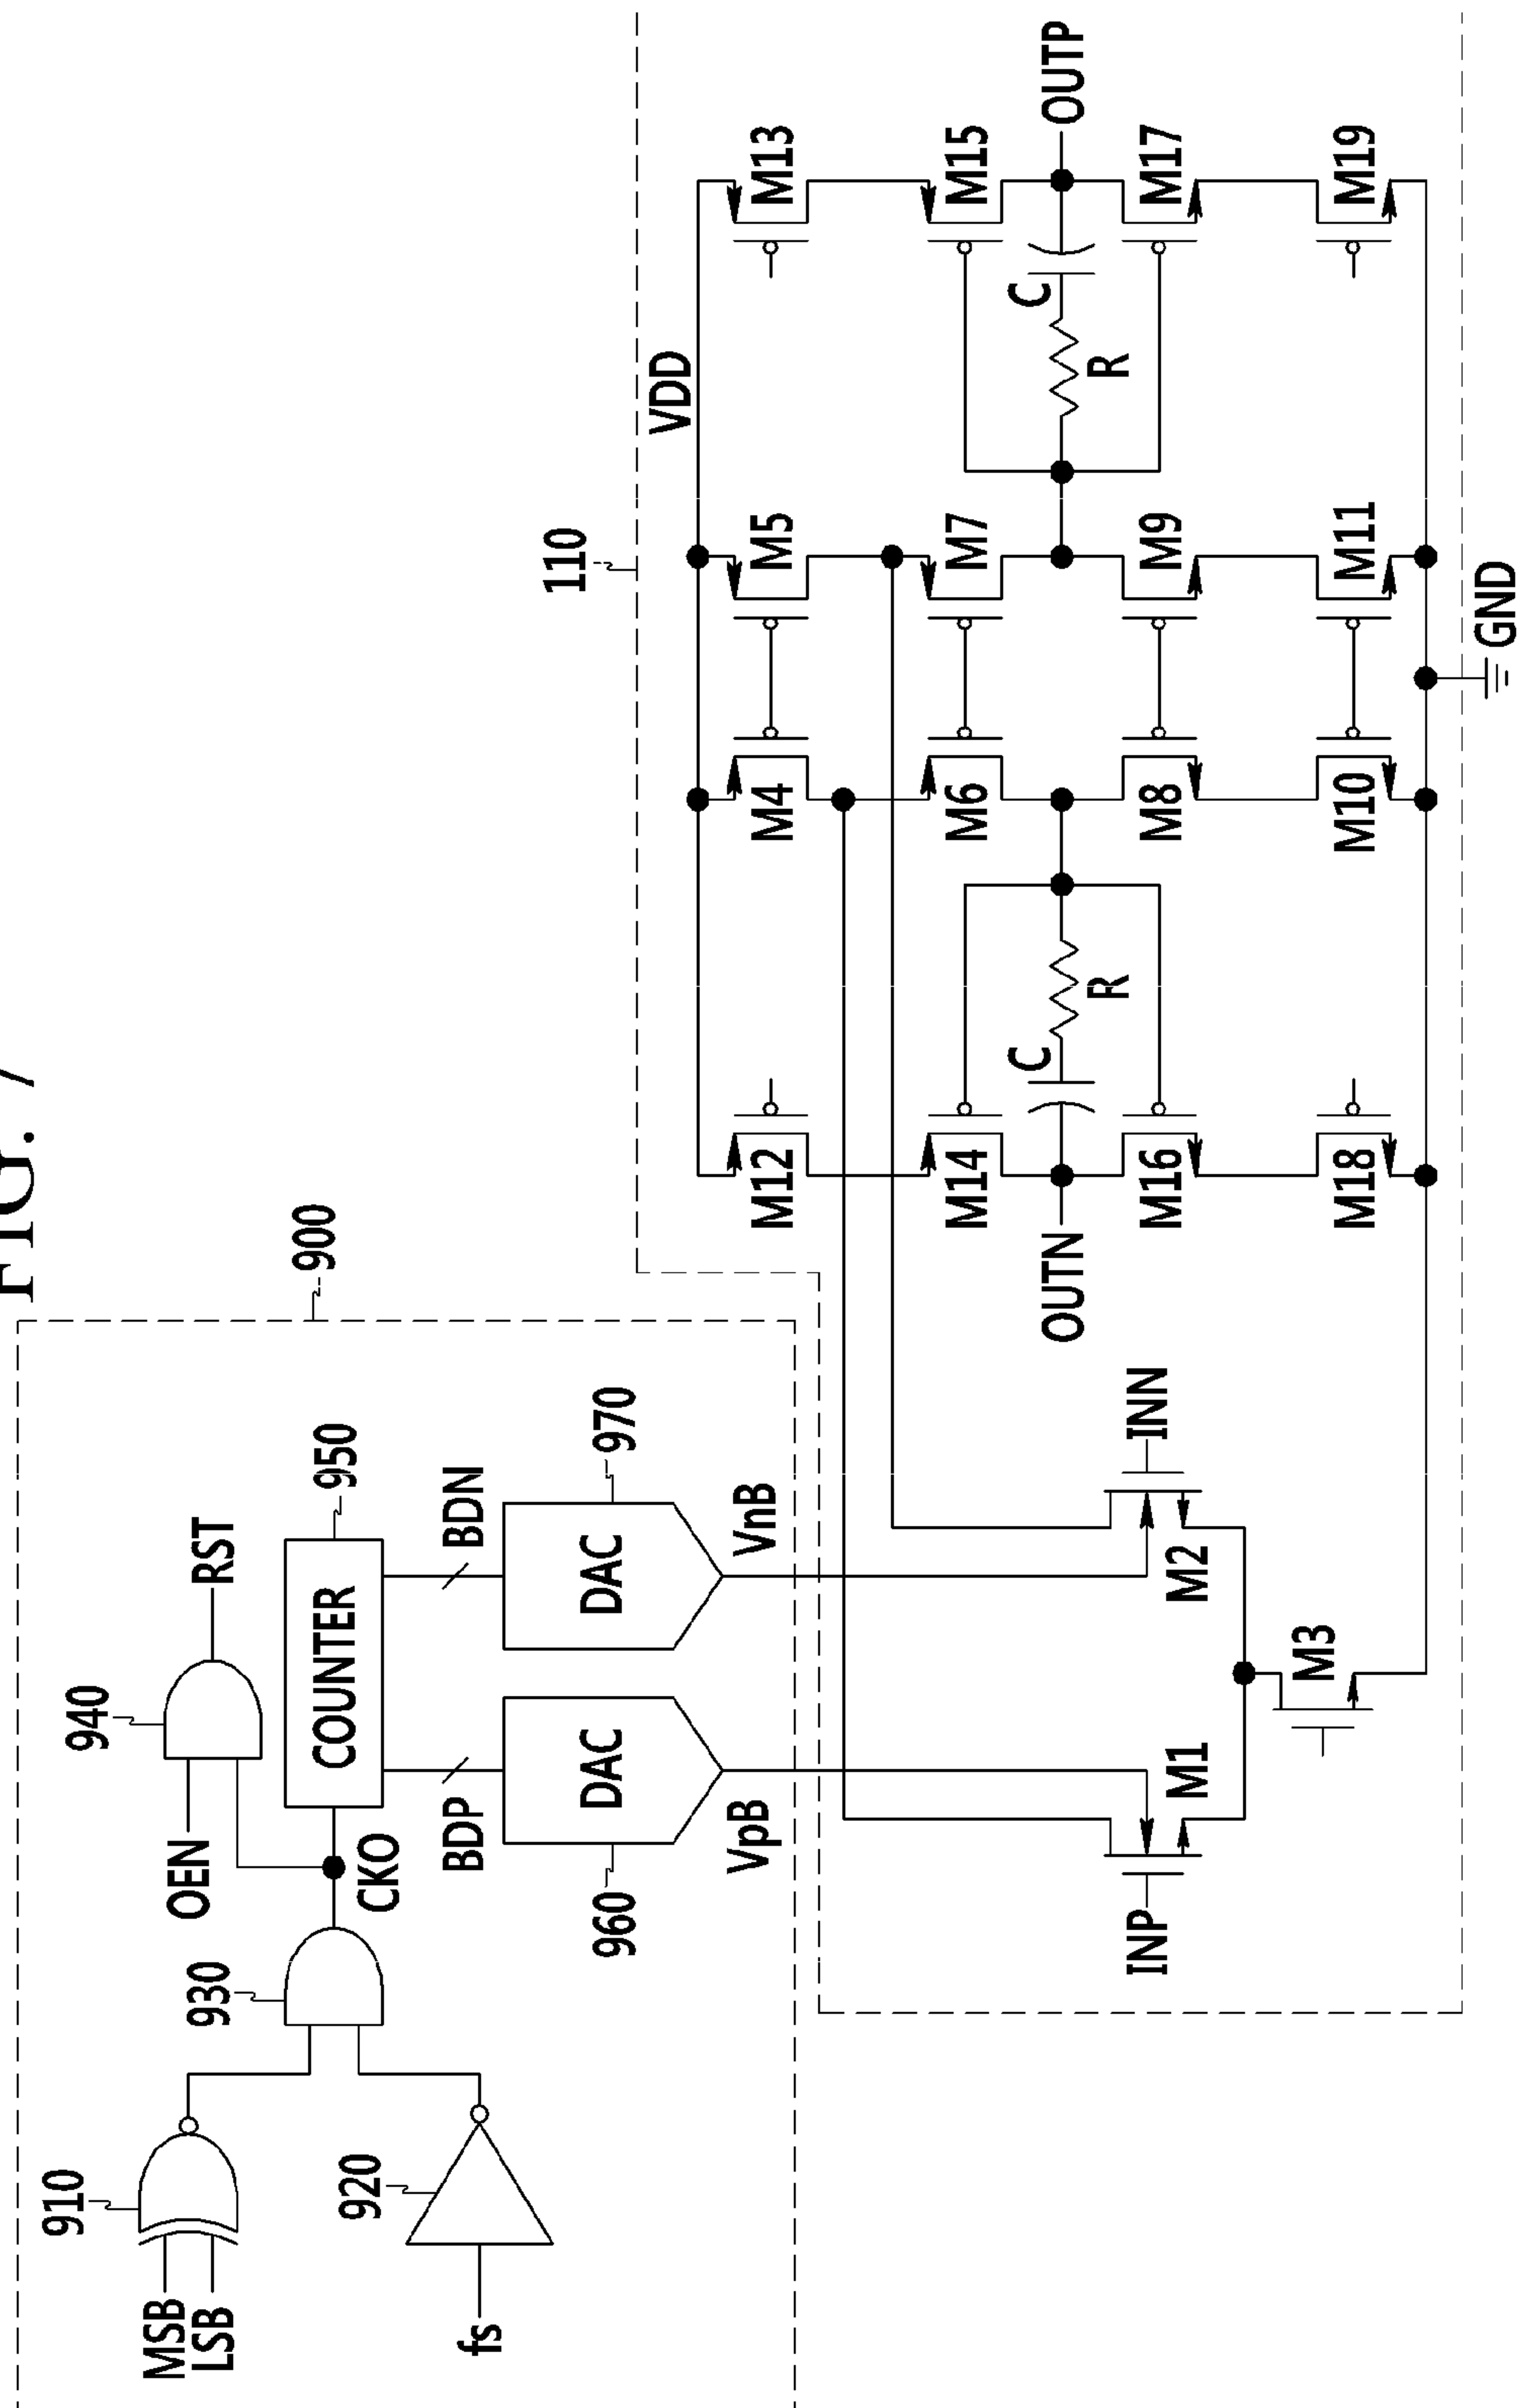 FIG. 7
900
110
910
MSB
LSB
920
fs
930
OEN
940
RST
CKO
COUNTER
950
BDP
BDN
960
DAC
DAC
970
VpB
VnB
INP
M1
M2
INN
M3
VDD
M12
M4
M5
M13
M14
M6
M7
M15
OUTN
C
R
R
C
OUTP
M16
M8
M9
M17
M18
M10
M11
M19
GND